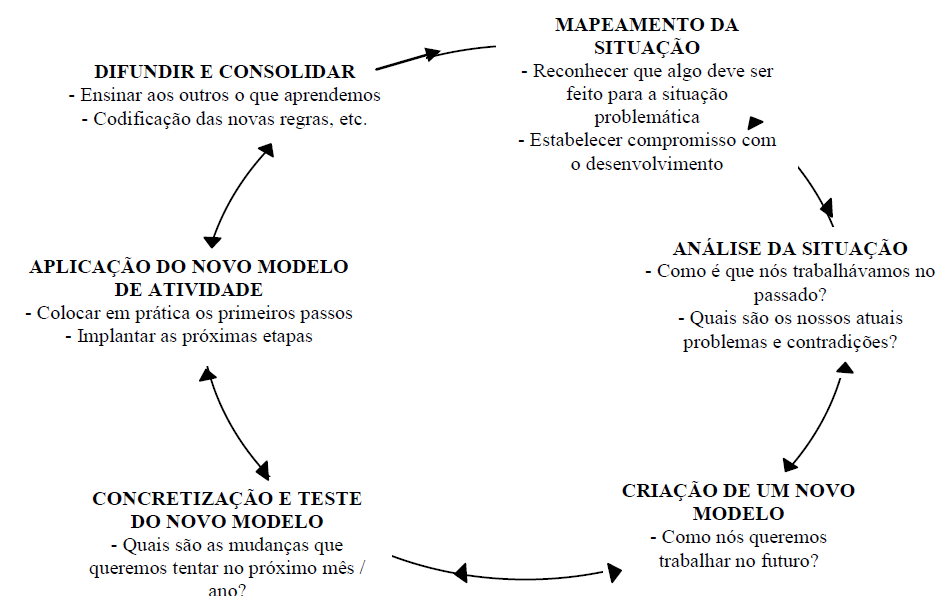 MAPEAMENTO DA
SITUAÇÃO
- Reconhecer que algo deve ser
feito para a situação
problemática
- Estabelecer compromisso com
o desenvolvimento
ANÁLISE DA SITUAÇÃO
- Como é que nós trabalhávamos no
passado?
- Quais são os nossos atuais
problemas e contradições?
CRIAÇÃO DE UM NOVO
MODELO
- Como nós queremos
trabalhar no futuro?
CONCRETIZAÇÃO E TESTE
DO NOVO MODELO
- Quais são as mudanças que
queremos tentar no próximo mês /
ano?
APLICAÇÃO DO NOVO MODELO
DE ATIVIDADE
- Colocar em prática os primeiros passos
- Implantar as próximas etapas
DIFUNDIR E CONSOLIDAR
- Ensinar aos outros o que aprendemos
- Codificação das novas regras, etc.